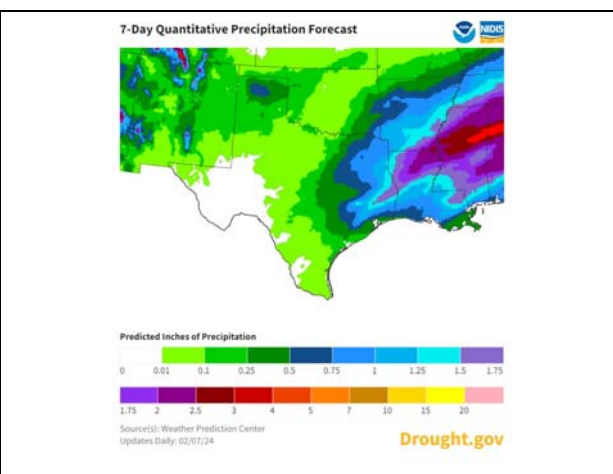 7-Day Quantitative Precipitation Forecast
NIDIS
Predicted Inches of Precipitation
0 0.01 0.1 0.25 0.5 0.75 1 1.25 1.5 1.75
1.75 2 2.5 3 4 5 7 10 15 20
Source(s): Weather Prediction Center
Updates Daily: 02/07/24
Drought.gov